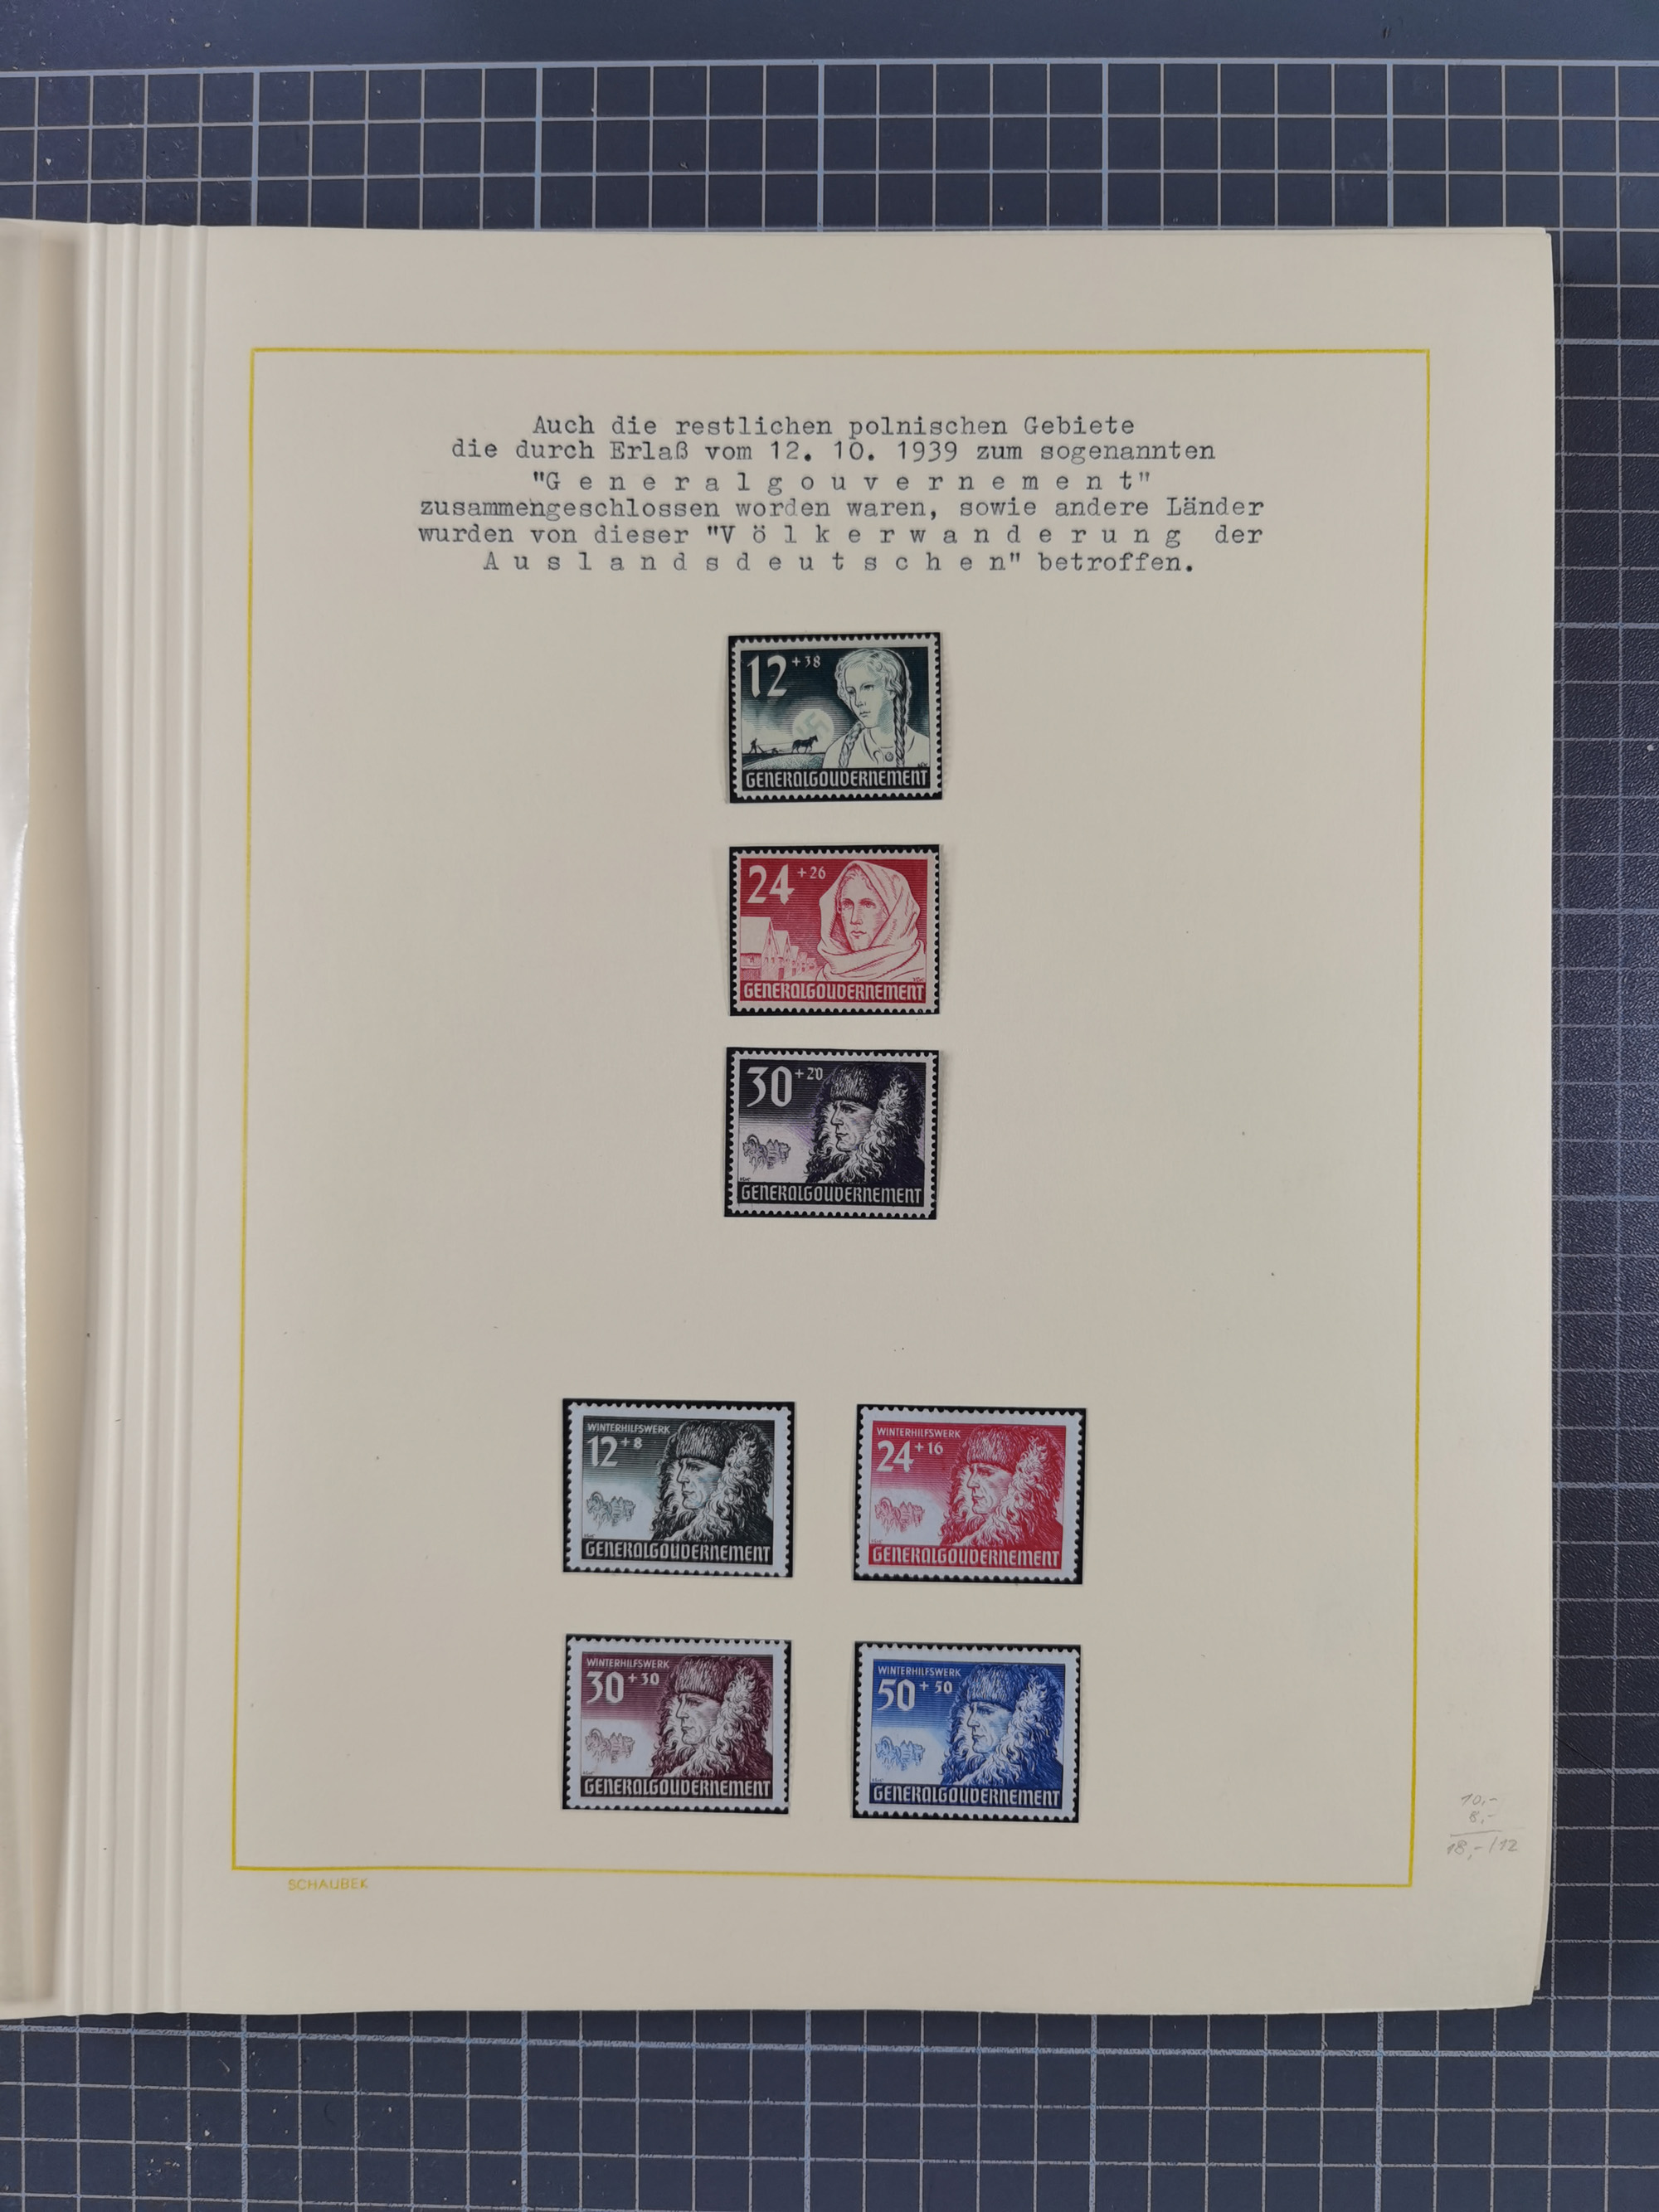 Auch die restlichen polnischen Gebiete
die durch Erlaß vom 12. 10. 1939 zum sogenannten
"G e n e r a l g o u v e r n e m e n t"
zusammengeschlossen worden waren, sowie andere Länder
wurden von dieser "V ö l k e r w a n d e r u n g  der
A u s l a n d s d e u t s c h e n" betroffen.
12 +38
GENERALGOUVERNEMENT
24 +26
GENERALGOUVERNEMENT
30 +20
GENERALGOUVERNEMENT
WINTERHILFSWERK
12 +8
GENERALGOUVERNEMENT
WINTERHILFSWERK
24 +16
GENERALGOUVERNEMENT
WINTERHILFSWERK
30 +30
GENERALGOUVERNEMENT
WINTERHILFSWERK
50 +50
GENERALGOUVERNEMENT
10,-
8,-
18,-/12
SCHAUBEK